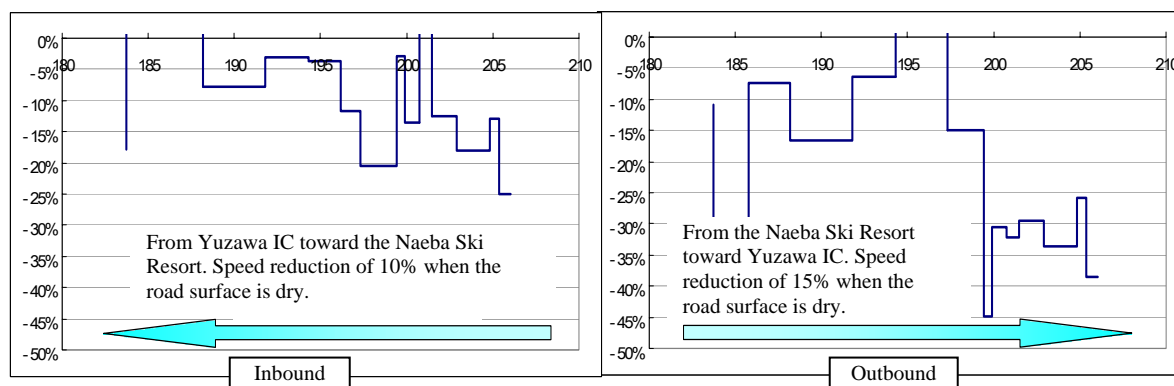 0%
-5%
-10%
-15%
-20%
-25%
-30%
-35%
-40%
-45%
-50%
180 185 190 195 200 205 210
From Yuzawa IC toward the Naeba Ski
Resort. Speed reduction of 10% when the
road surface is dry.
Inbound
0%
-5%
-10%
-15%
-20%
-25%
-30%
-35%
-40%
-45%
-50%
180 185 190 195 200 205 210
From the Naeba Ski Resort
toward Yuzawa IC. Speed
reduction of 15% when the
road surface is dry.
Outbound